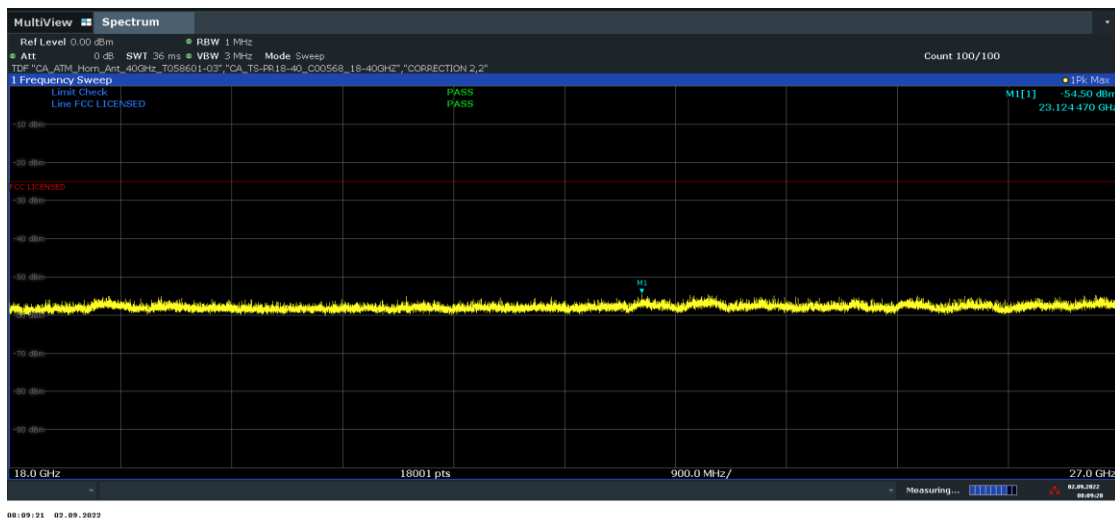 MultiView Spectrum
Ref Level 0.00 dBm RBW 1 MHz
Att 0 dB SWT 36 ms VBW 3 MHz Mode Sweep Count 100/100
TDF "CA_ATM_Horn_Ant_40GHz_T058601-03","CA_TS-PR18-40_C00568_18-40GHZ","CORRECTION 2,2"
1 Frequency Sweep 1Pk Max
Limit Check PASS M1[1] -54.50 dBm
Line FCC LICENSED PASS 23.124 470 GHz
-10 dBm
-20 dBm
FCC LICENSED
-30 dBm
-40 dBm
-50 dBm
M1
-70 dBm
-80 dBm
-90 dBm
18.0 GHz 18001 pts 900.0 MHz/ 27.0 GHz
Measuring... 02.09.2022
08:09:20
08:09:21 02.09.2022